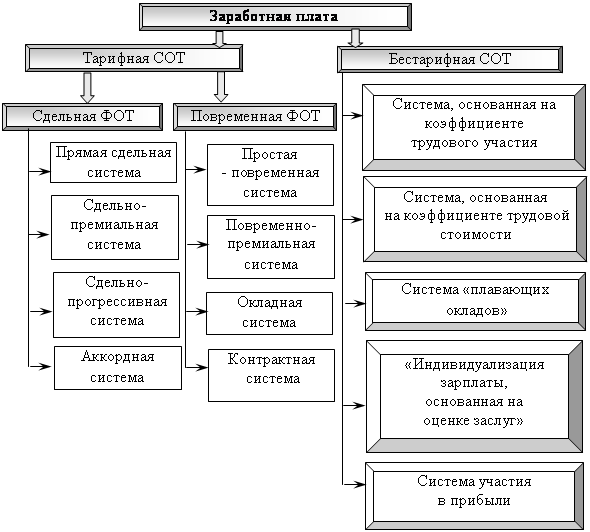 Заработная плата
Тарифная СОТ
Бестарифная СОТ
Сдельная ФОТ
Повременная ФОТ
Прямая сдельная
система
Сдельно-
премиальная
система
Сдельно-
прогрессивная
система
Аккордная
система
Простая
- повременная
система
Повременно-
премиальная
система
Окладная
система
Контрактная
система
Система, основанная на
коэффициенте
трудового участия
Система, основанная
на коэффициенте трудовой
стоимости
Система «плавающих
окладов»
«Индивидуализация
зарплаты,
основанная на
оценке заслуг»
Система участия
в прибыли